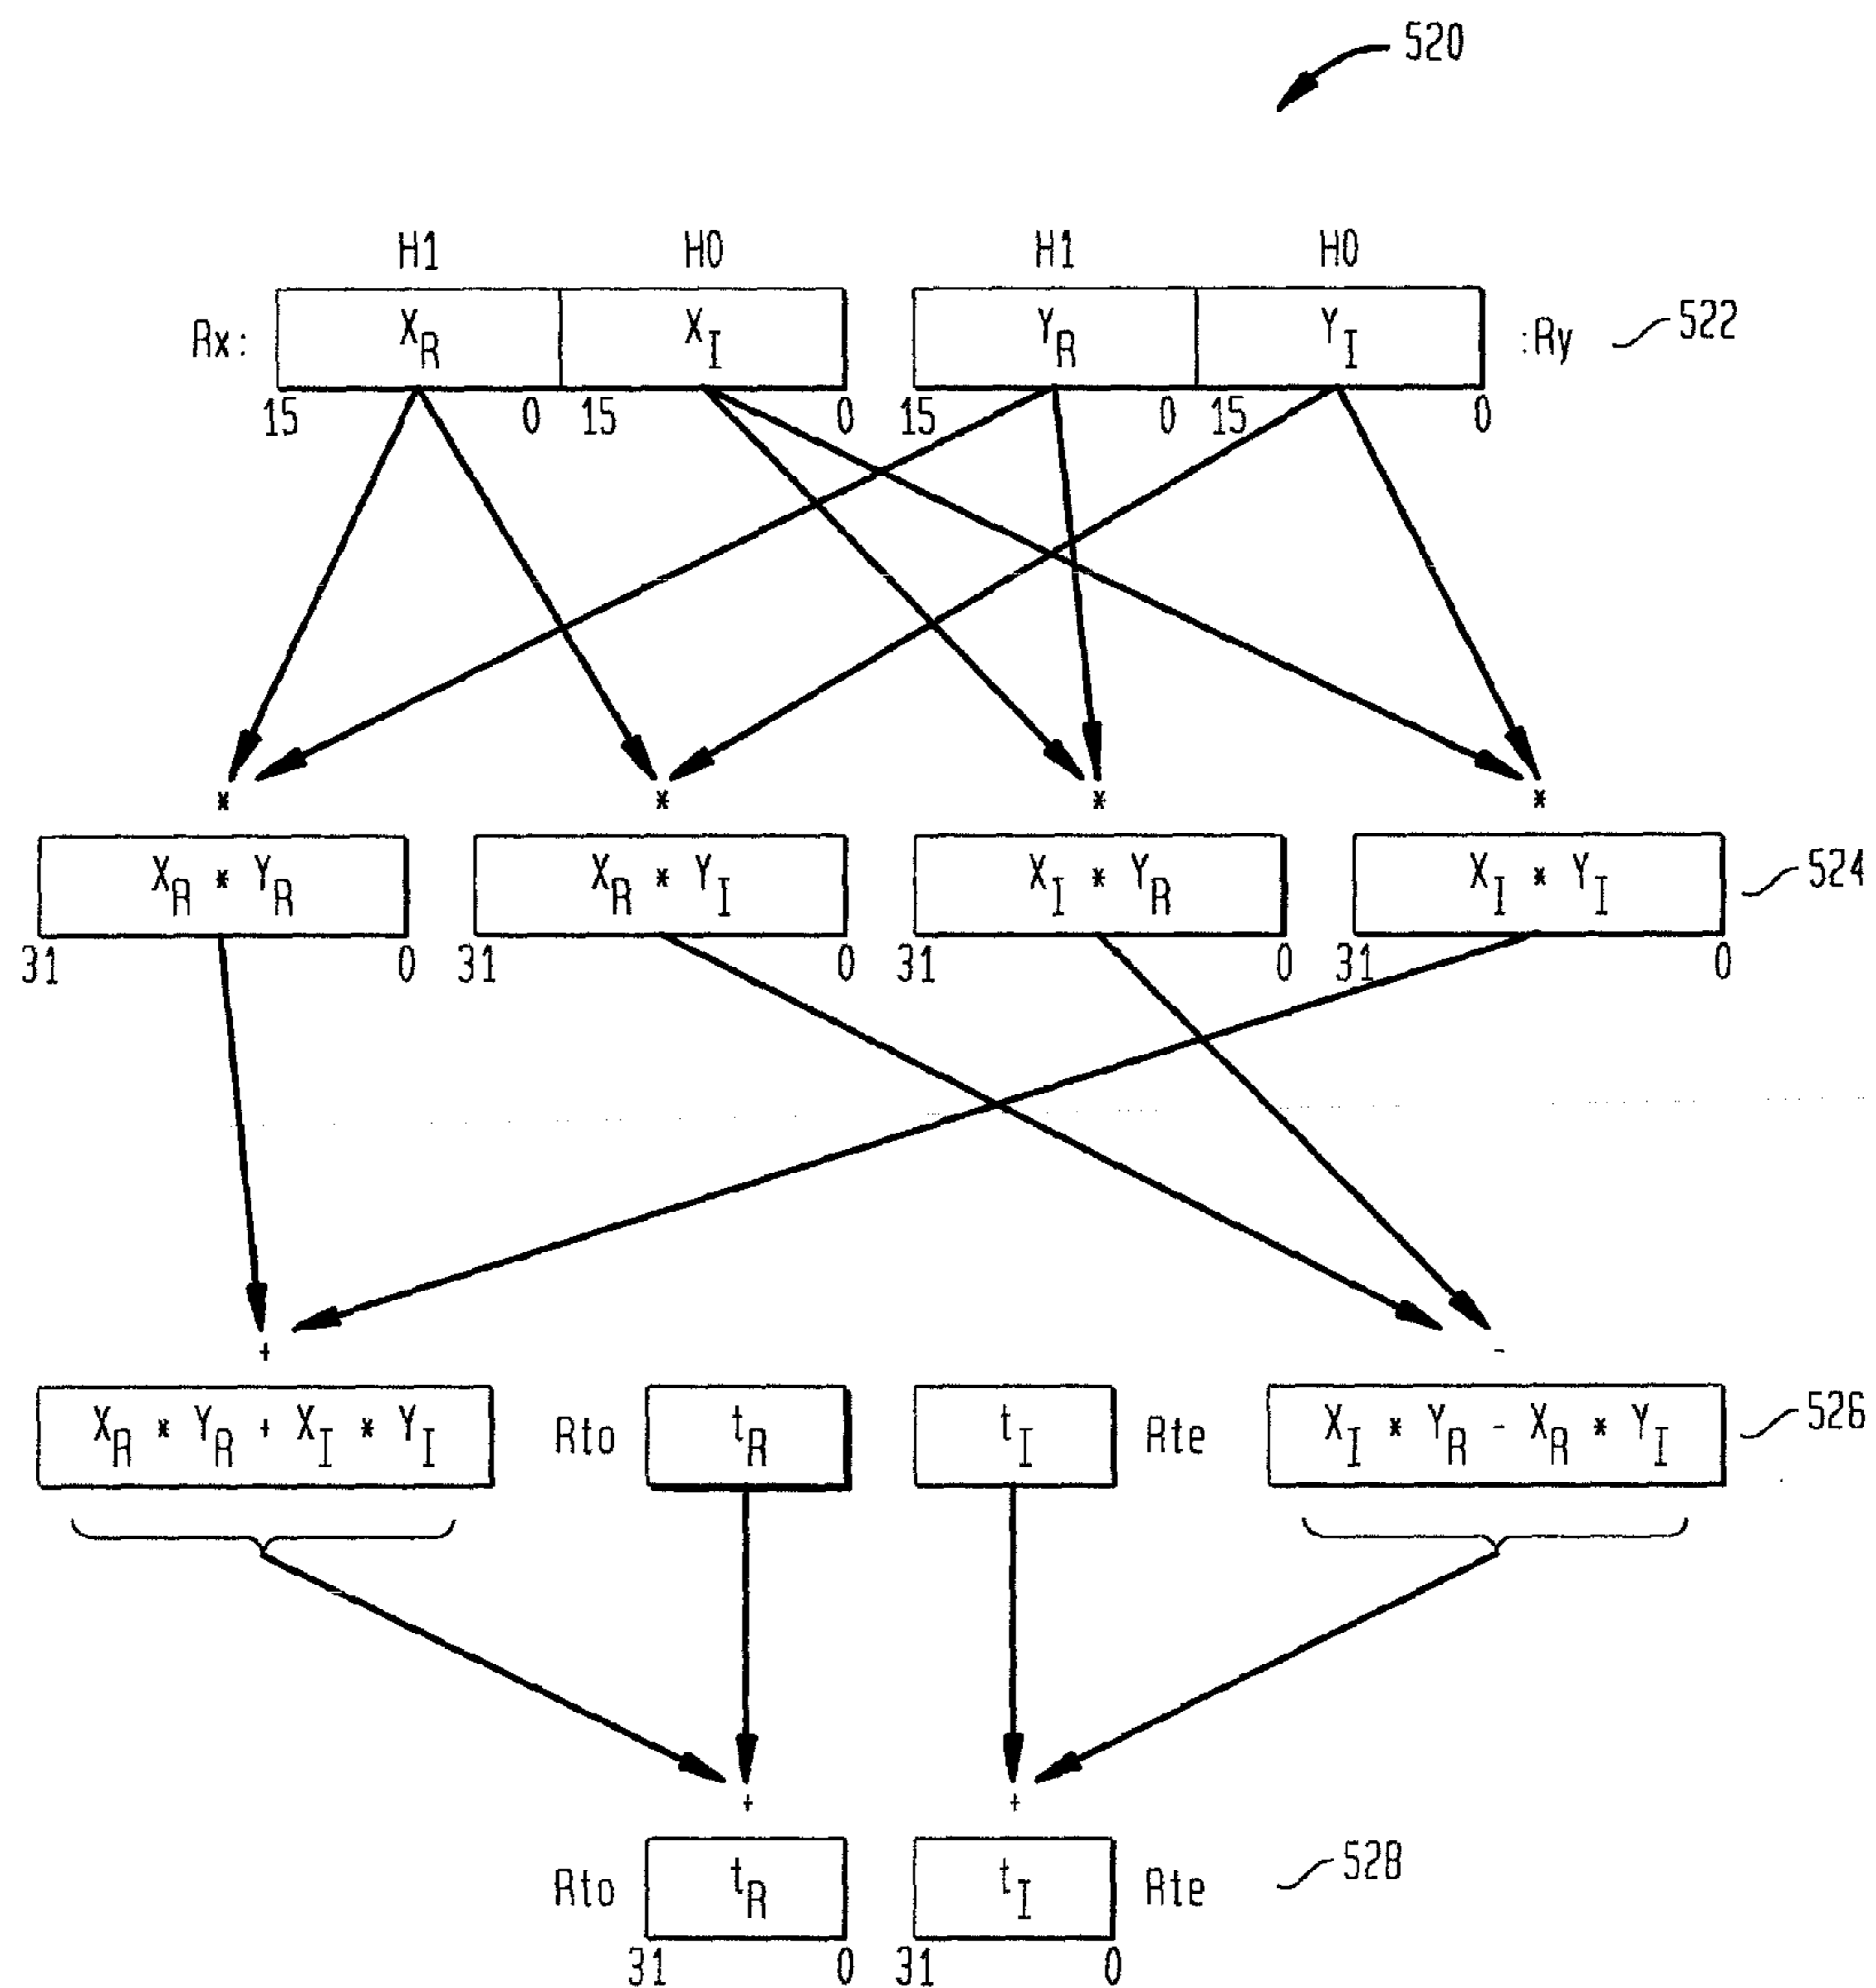 520
H1 H0 H1 H0
Rx: X_R X_I Y_R Y_I :Ry 522
15 0 15 0 15 0 15 0
* * * *
X_R * Y_R X_R * Y_I X_I * Y_R X_I * Y_I 524
31 0 31 0 31 0 31 0
+ -
X_R * Y_R + X_I * Y_I Rto t_R t_I Rte X_I * Y_R - X_R * Y_I 526
+ +
Rto t_R t_I Rte 528
31 0 31 0